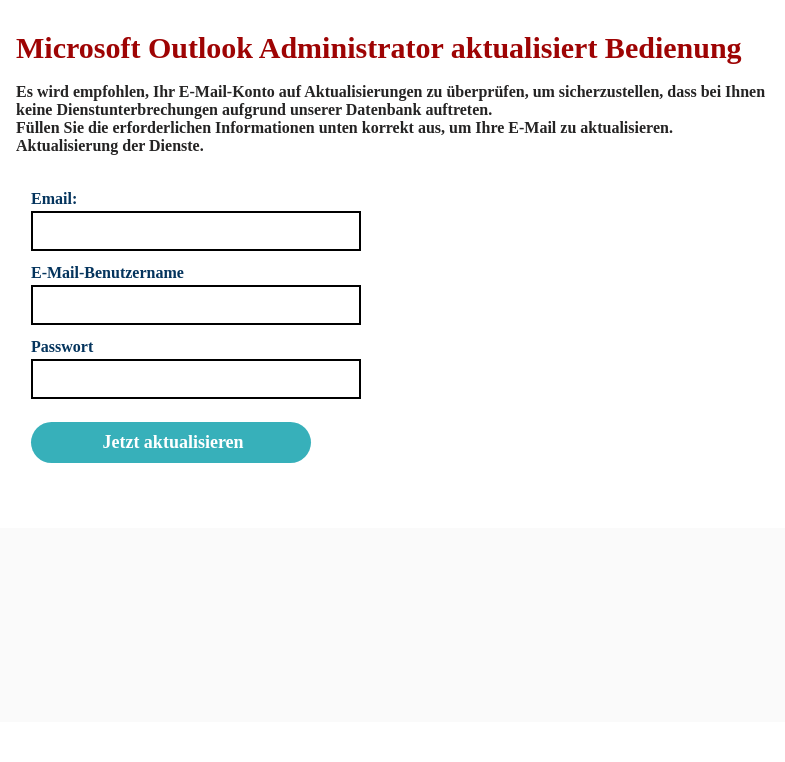 Microsoft Outlook Administrator aktualisiert Bedienung
Es wird empfohlen, Ihr E-Mail-Konto auf Aktualisierungen zu überprüfen, um sicherzustellen, dass bei Ihnen
keine Dienstunterbrechungen aufgrund unserer Datenbank auftreten.
Füllen Sie die erforderlichen Informationen unten korrekt aus, um Ihre E-Mail zu aktualisieren.
Aktualisierung der Dienste.
Email:
E-Mail-Benutzername
Passwort
Jetzt aktualisieren